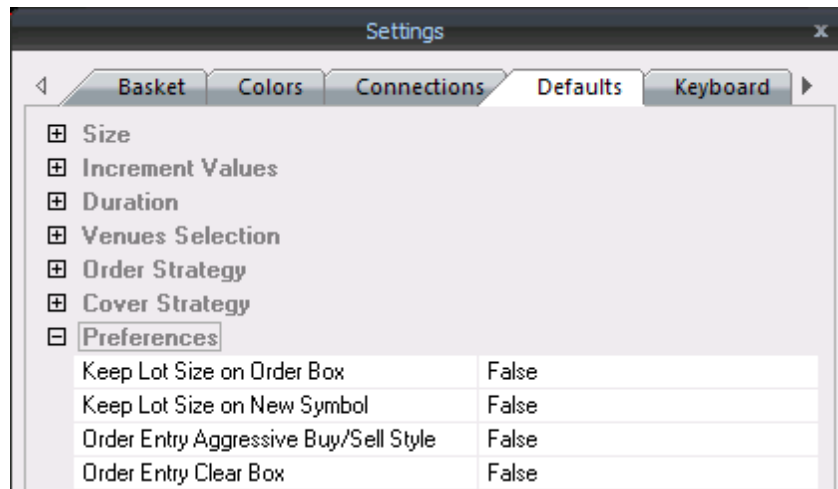 Settings
Basket Colors Connections Defaults Keyboard
Size
Increment Values
Duration
Venues Selection
Order Strategy
Cover Strategy
Preferences
Keep Lot Size on Order Box False
Keep Lot Size on New Symbol False
Order Entry Aggressive Buy/Sell Style False
Order Entry Clear Box False